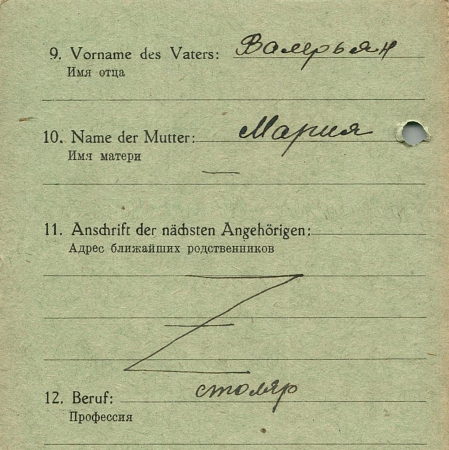 9. Vorname des Vaters: Валерьян
Имя отца
10. Name der Mutter: Мария
Имя матери
—
11. Anschrift der nächsten Angehörigen:
Адрес ближайших родственников
12. Beruf: столяр
Профессия